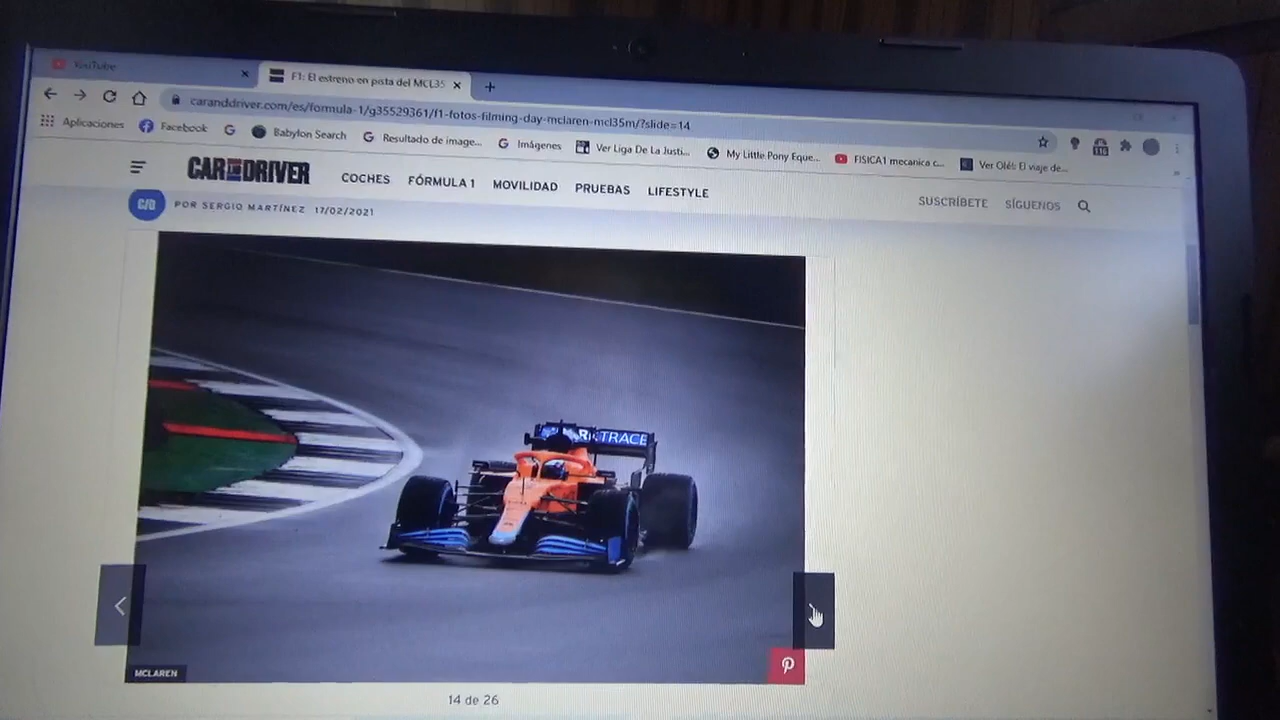 YouTube
F1: El estreno en pista del MCL35
caranddriver.com/es/formula-1/g35529361/f1-fotos-filming-day-mclaren-mcl35m/?slide=14
Aplicaciones Facebook Babylon Search Resultado de image... Imágenes Ver Liga De La Justi... My Little Pony Eque... FISICA1 mecanica c... Ver Olé!: El viaje de...
CAR AND DRIVER COCHES FÓRMULA 1 MOVILIDAD PRUEBAS LIFESTYLE SUSCRÍBETE SÍGUENOS
C/D POR SERGIO MARTÍNEZ 17/02/2021
TRACE
MCLAREN
14 de 26